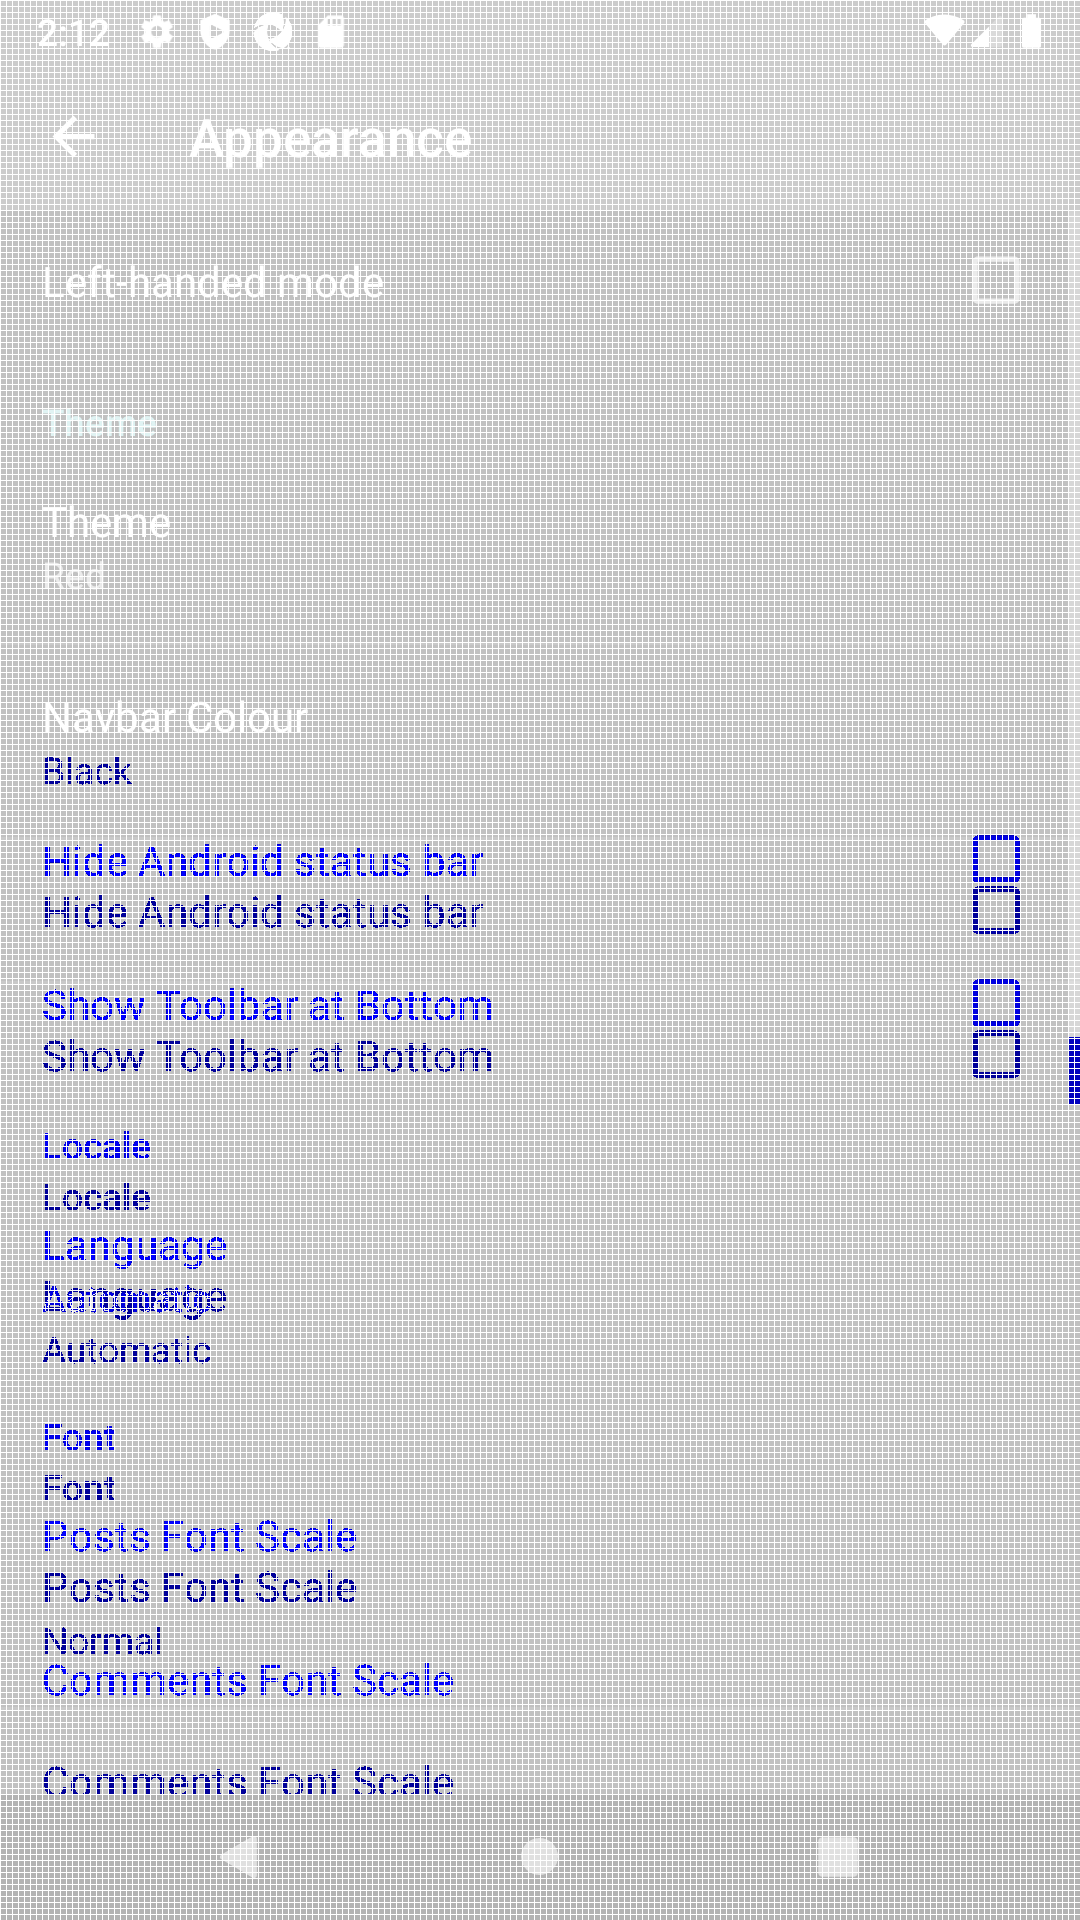 2:12
Appearance
Left-handed mode
Theme
Theme
Red
Navbar Colour
Black
Hide Android status bar
Hide Android status bar
Show Toolbar at Bottom
Show Toolbar at Bottom
Locale
Locale
Language
Language
Automatic
Font
Font
Posts Font Scale
Posts Font Scale
Normal
Comments Font Scale
Comments Font Scale